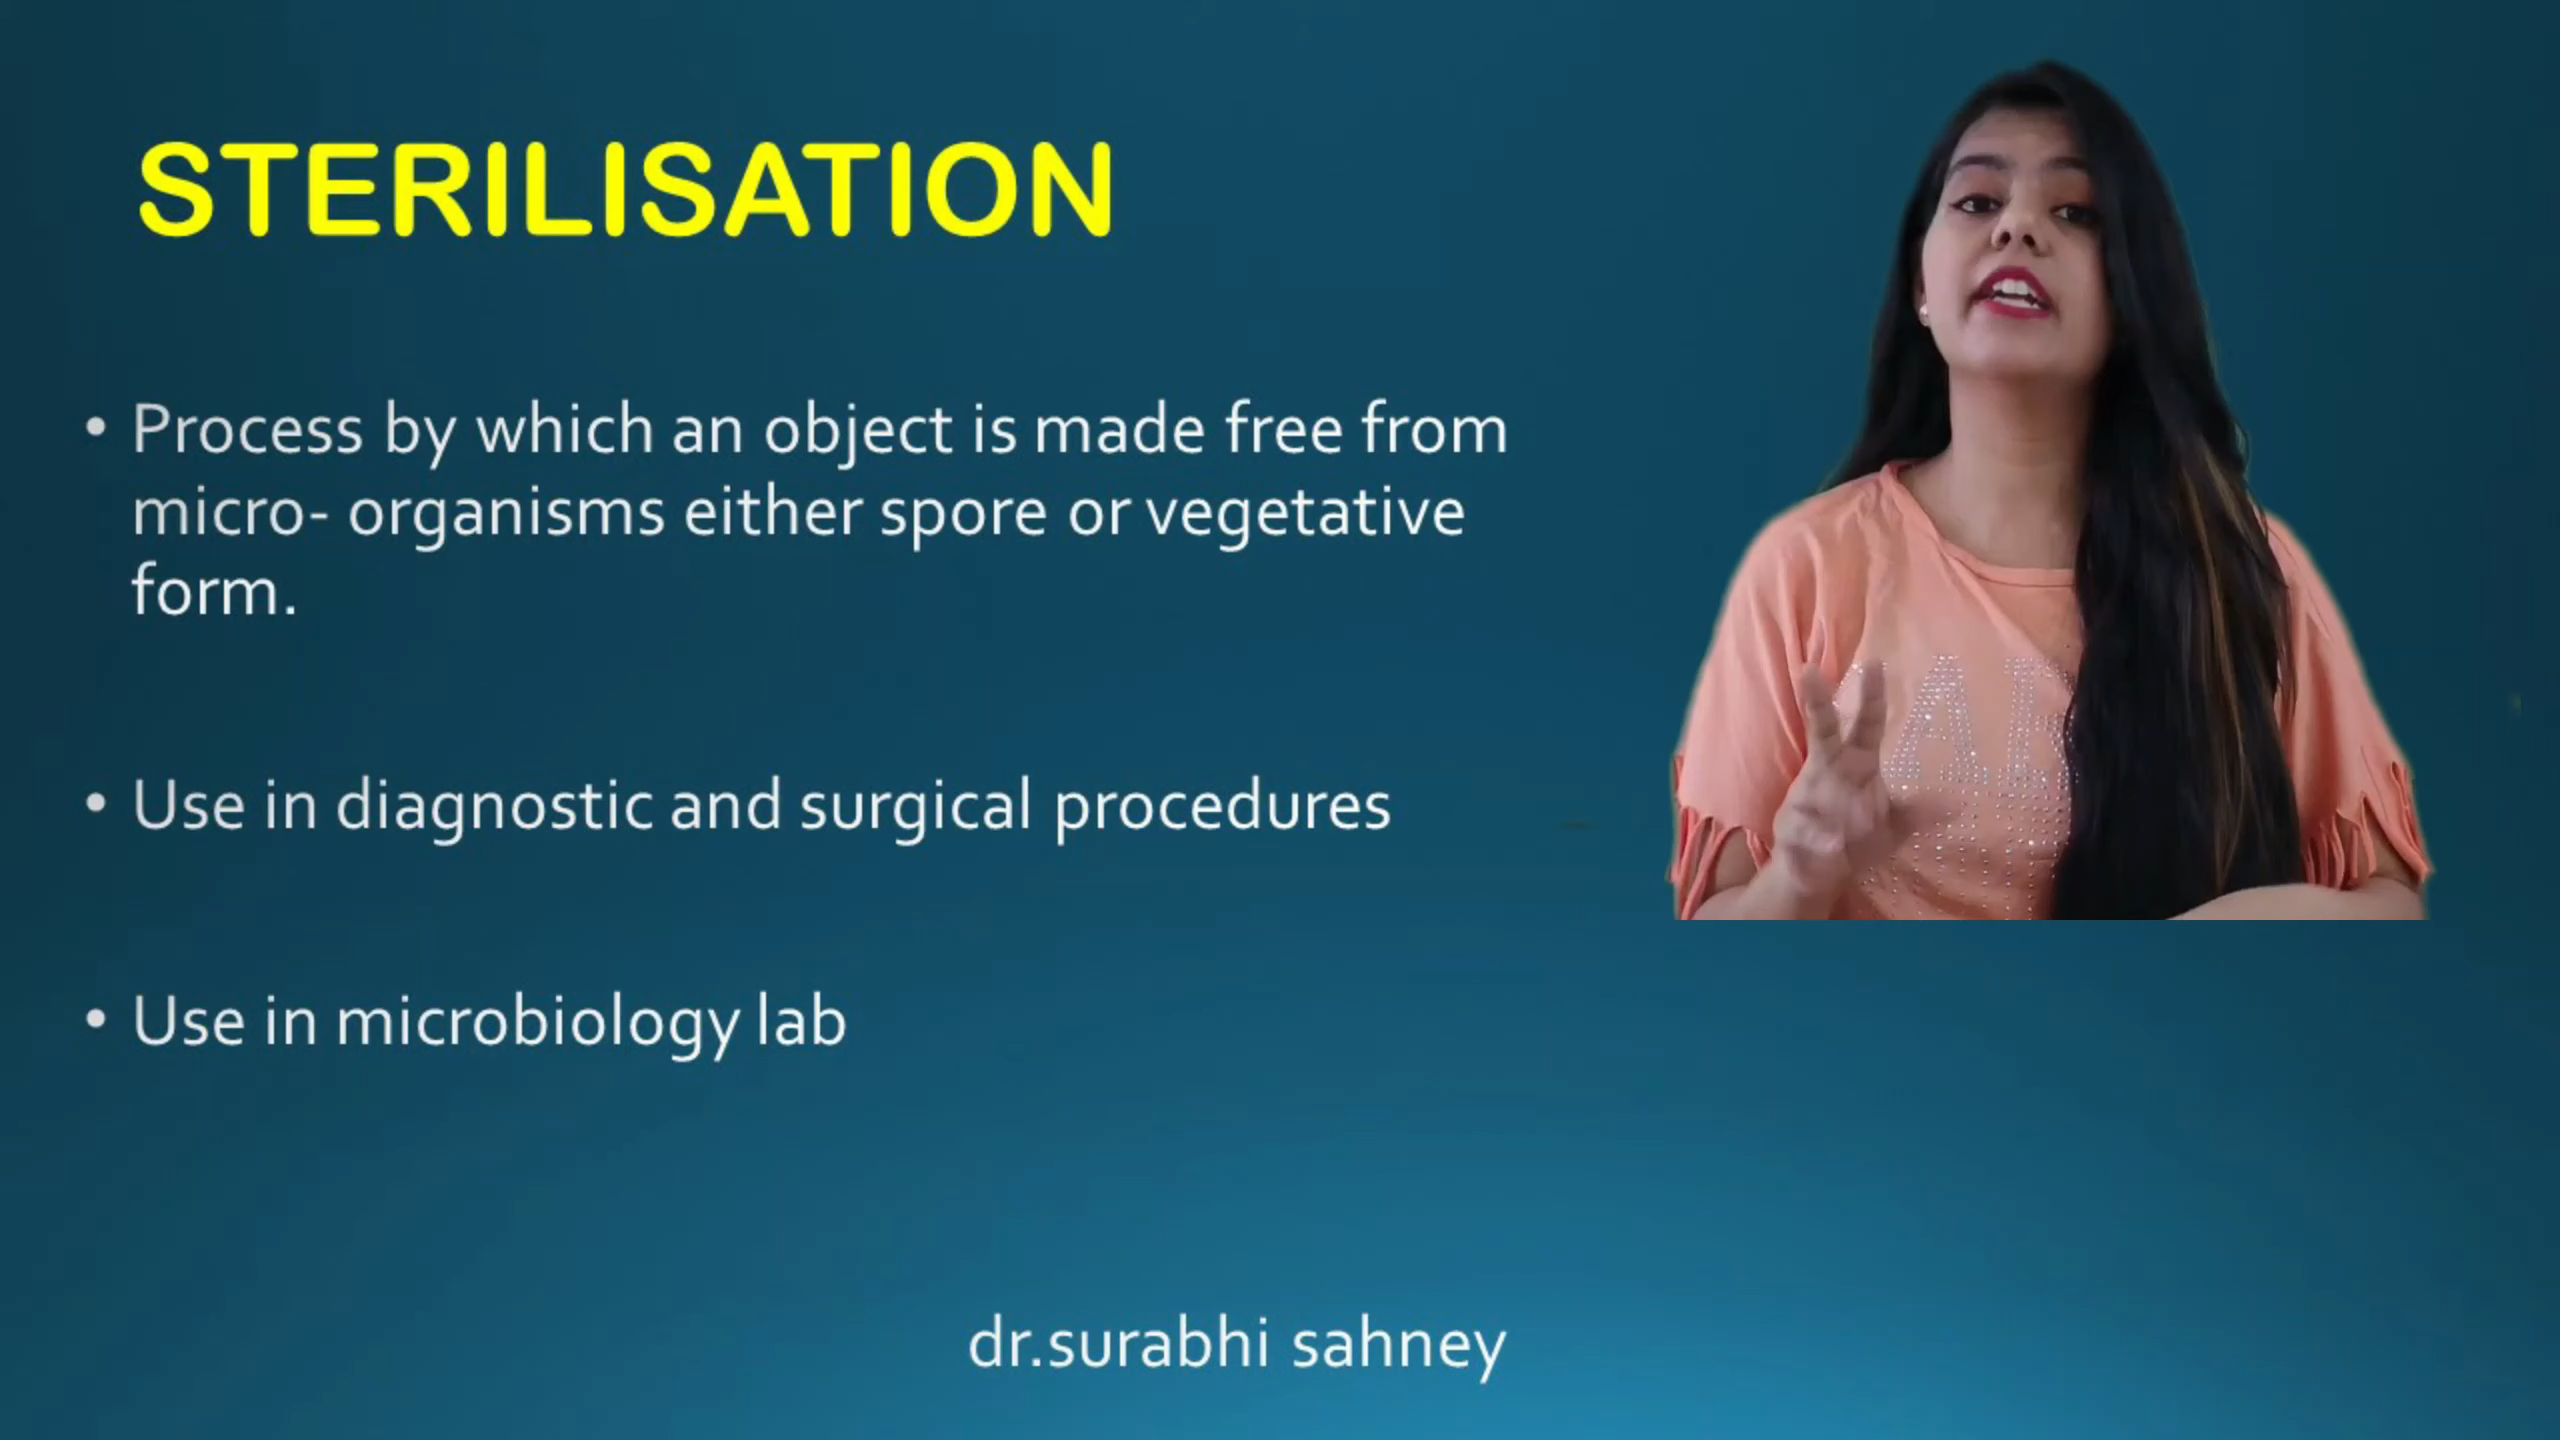 STERILISATION
• Process by which an object is made free from
micro- organisms either spore or vegetative
form.
• Use in diagnostic and surgical procedures
• Use in microbiology lab
dr.surabhi sahney